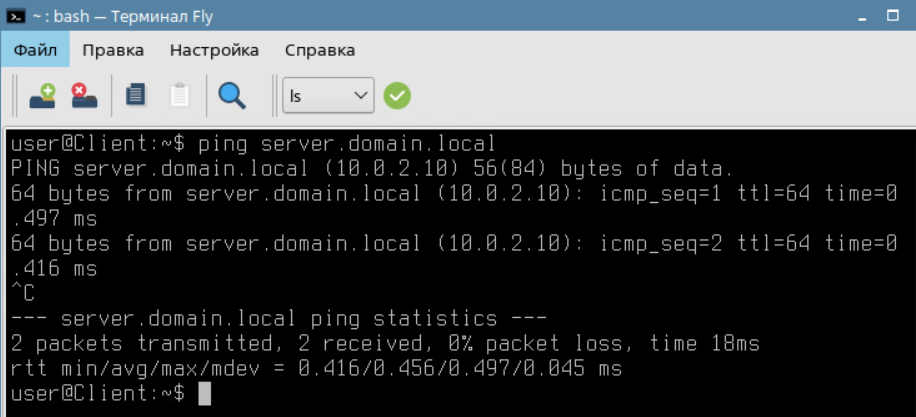 ~ : bash — Терминал Fly
Файл Правка Настройка Справка
ls
user@Client:~$ ping server.domain.local
PING server.domain.local (10.0.2.10) 56(84) bytes of data.
64 bytes from server.domain.local (10.0.2.10): icmp_seq=1 ttl=64 time=0
.497 ms
64 bytes from server.domain.local (10.0.2.10): icmp_seq=2 ttl=64 time=0
.416 ms
^C
--- server.domain.local ping statistics ---
2 packets transmitted, 2 received, 0% packet loss, time 18ms
rtt min/avg/max/mdev = 0.416/0.456/0.497/0.045 ms
user@Client:~$